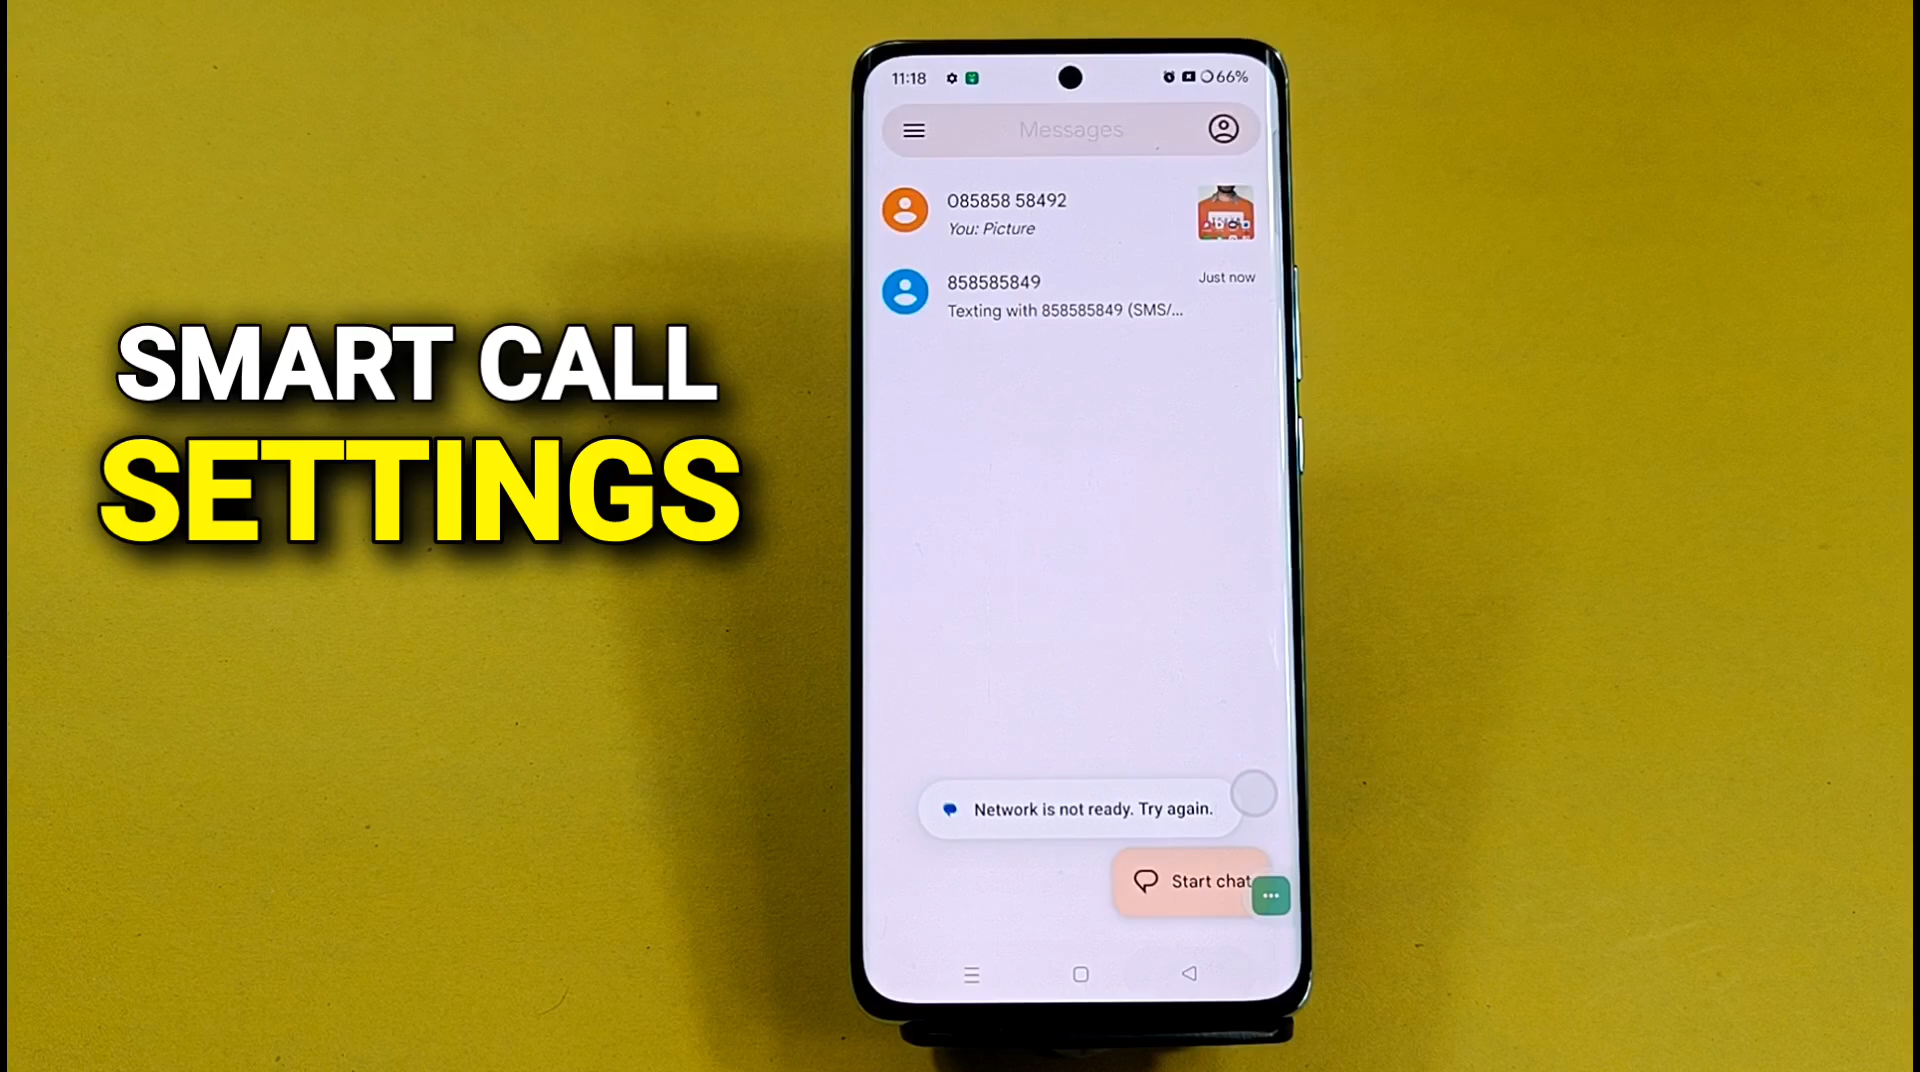 SMART CALL
SETTINGS
11:18
66%
Messages
085858 58492
You: Picture
858585849
Just now
Texting with 858585849 (SMS/...
Network is not ready. Try again.
Start chat